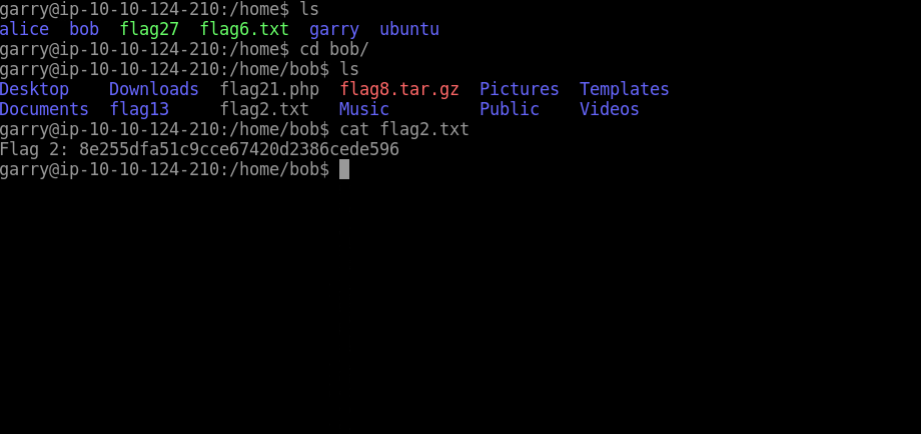 garry@ip-10-10-124-210:/home$ ls
alice  bob  flag27  flag6.txt  garry  ubuntu
garry@ip-10-10-124-210:/home$ cd bob/
garry@ip-10-10-124-210:/home/bob$ ls
Desktop    Downloads  flag21.php  flag8.tar.gz  Pictures  Templates
Documents  flag13     flag2.txt   Music         Public    Videos
garry@ip-10-10-124-210:/home/bob$ cat flag2.txt
Flag 2: 8e255dfa51c9cce67420d2386cede596
garry@ip-10-10-124-210:/home/bob$